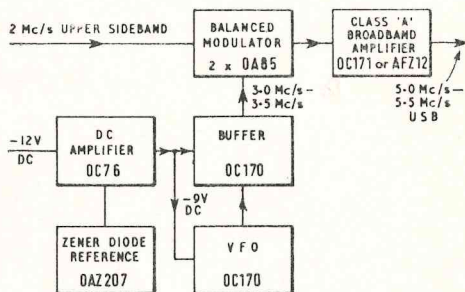 2 Mc/s UPPER SIDEBAND
BALANCED
MODULATOR
2 x OA85
CLASS 'A'
BROADBAND
AMPLIFIER
OC171 or AFZ12
3·0 Mc/s–
3·5 Mc/s
5·0 Mc/s–
5·5 Mc/s
USB
–12V
DC
DC
AMPLIFIER
OC76
BUFFER
OC170
–9V
DC
ZENER DIODE
REFERENCE
OAZ207
VFO
OC170